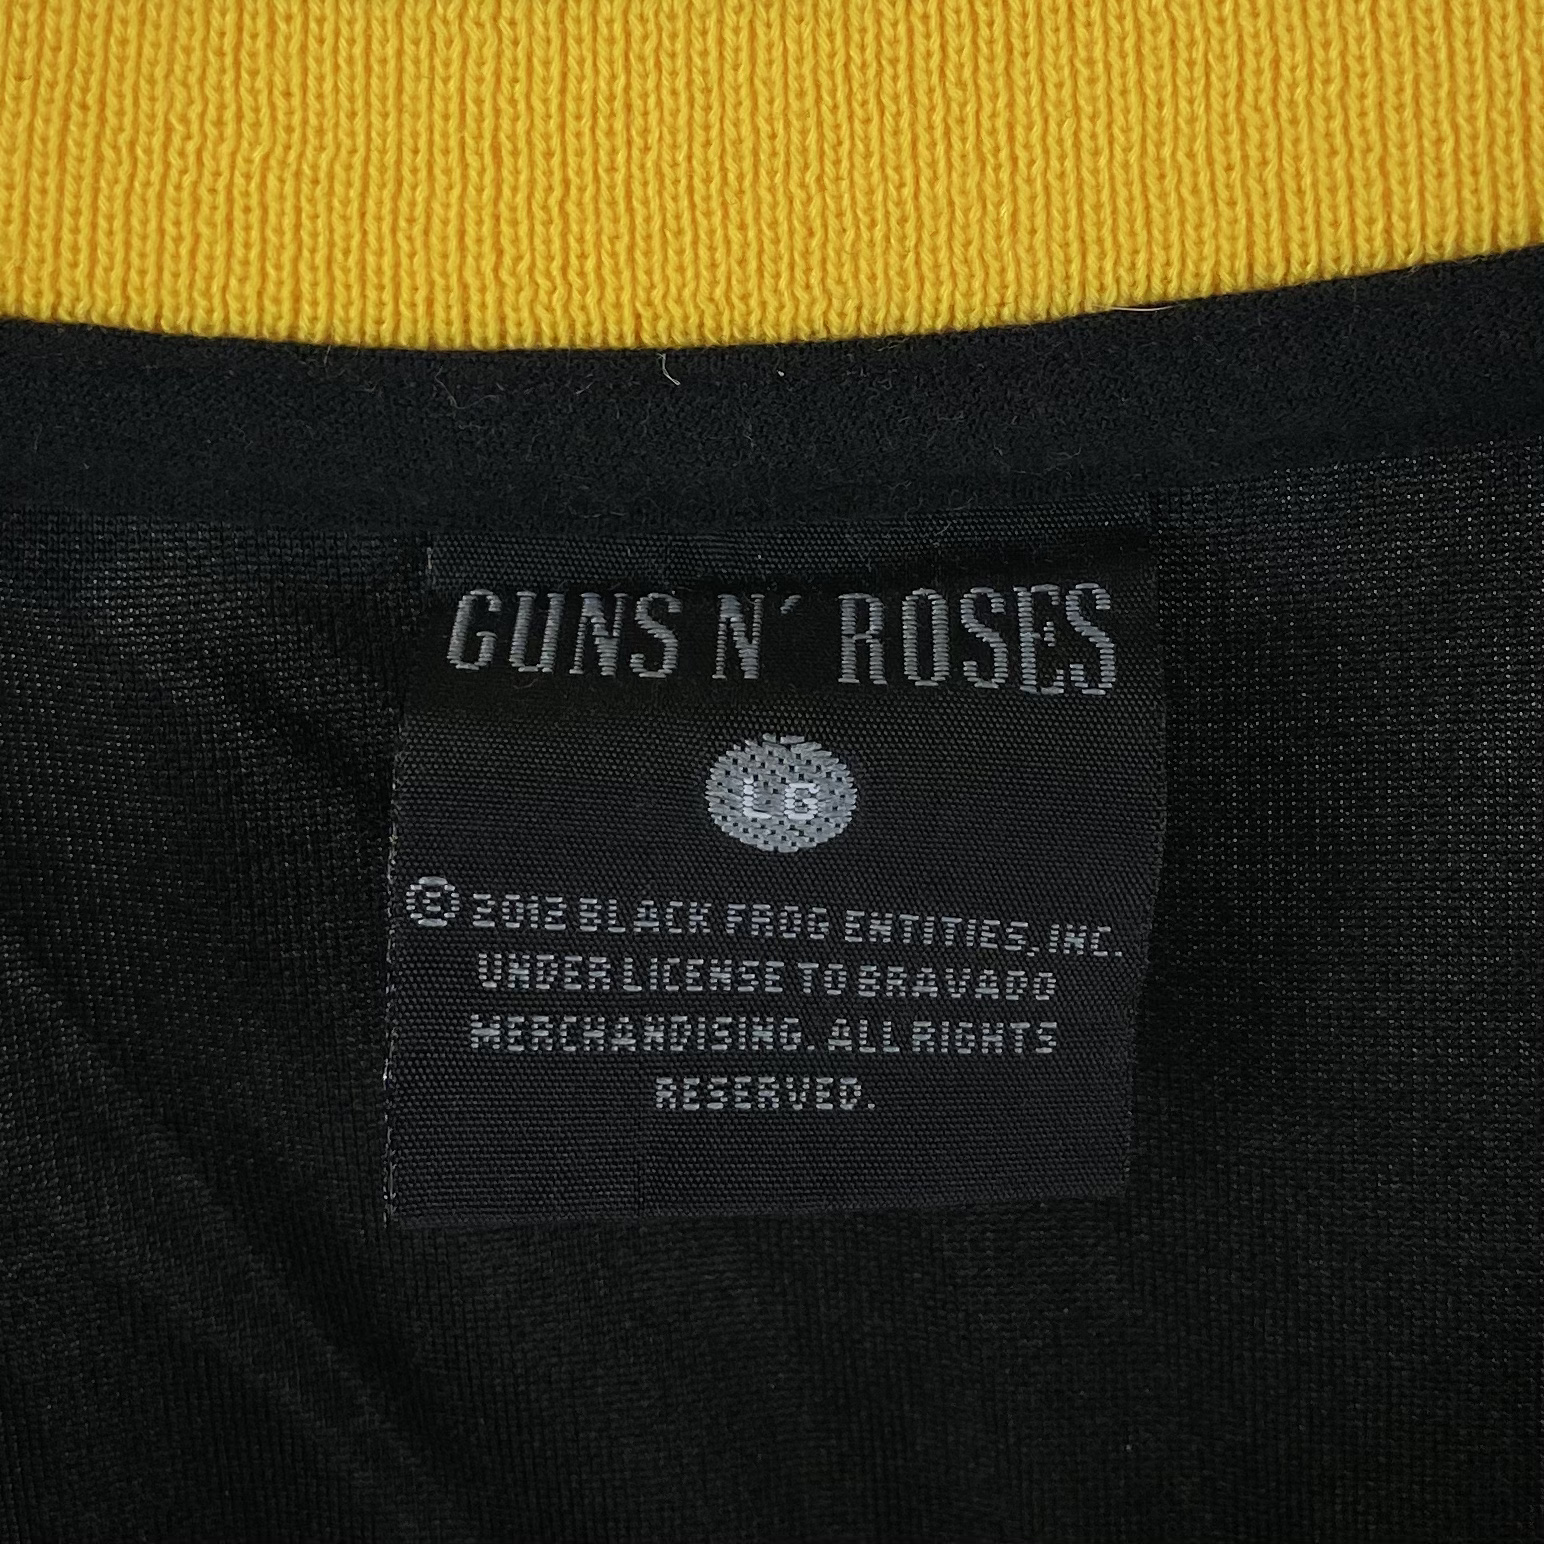 GUNS N' ROSES
LG
© 2012 BLACK FROG ENTITIES, INC.
UNDER LICENSE TO BRAVADO
MERCHANDISING. ALL RIGHTS
RESERVED.